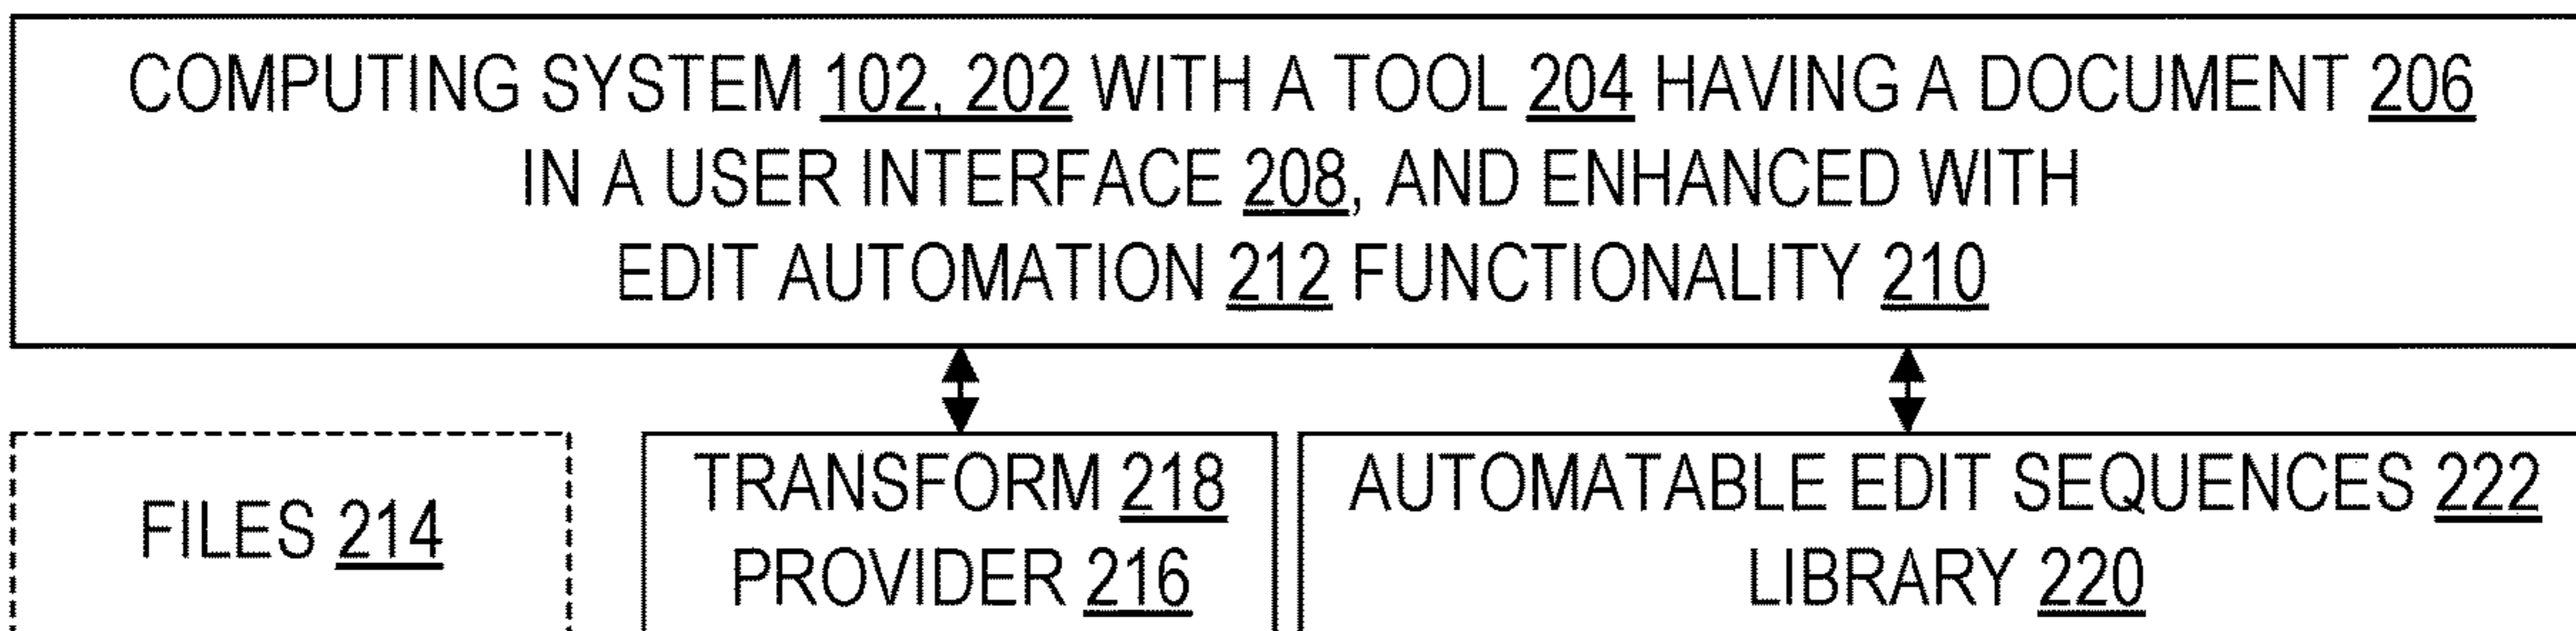 COMPUTING SYSTEM 102, 202 WITH A TOOL 204 HAVING A DOCUMENT 206
IN A USER INTERFACE 208, AND ENHANCED WITH
EDIT AUTOMATION 212 FUNCTIONALITY 210
FILES 214
TRANSFORM 218
PROVIDER 216
AUTOMATABLE EDIT SEQUENCES 222
LIBRARY 220